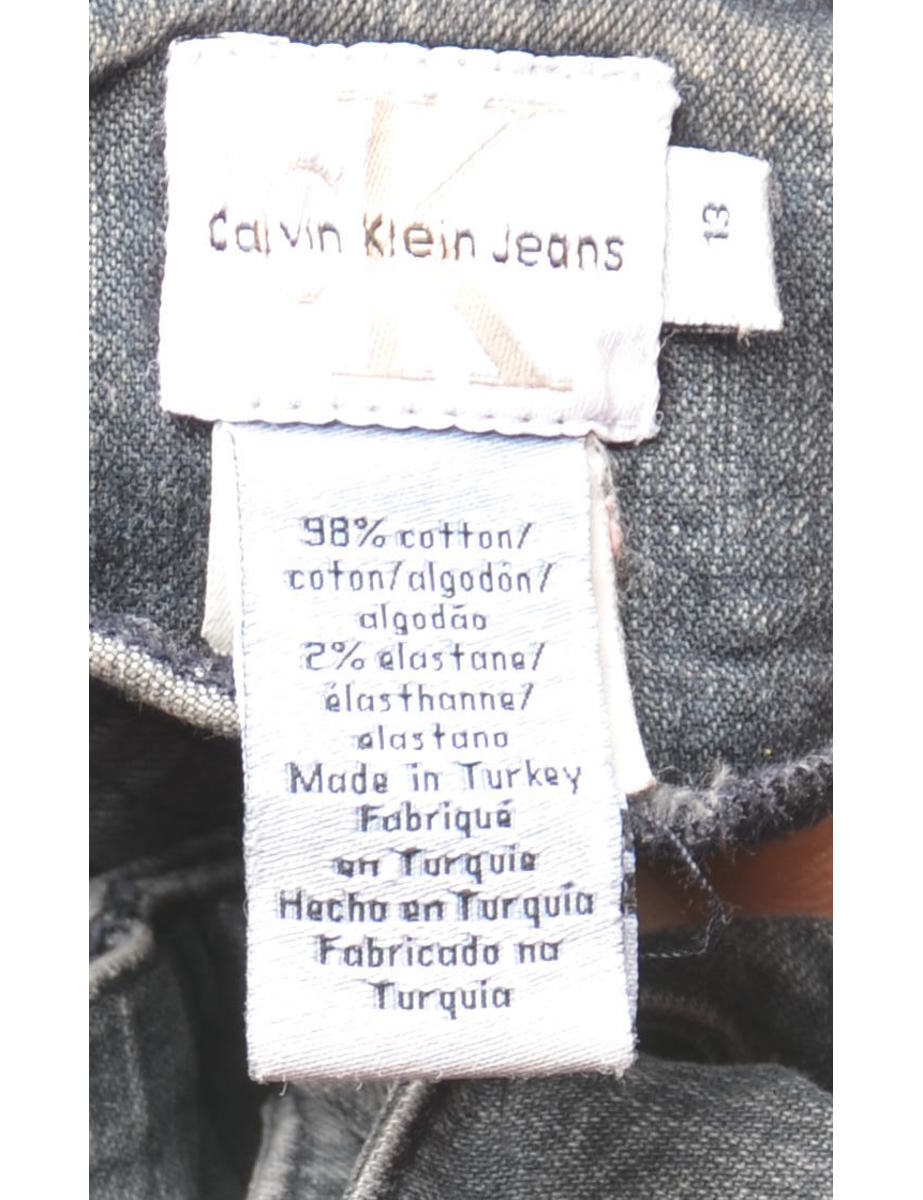 CK
Calvin Klein Jeans
13
98% cotton/
coton/algodón/
algodão
2% elastane/
élasthanne/
elastano
Made in Turkey
Fabriqué
en Turquie
Hecho en Turquía
Fabricado na
Turquia